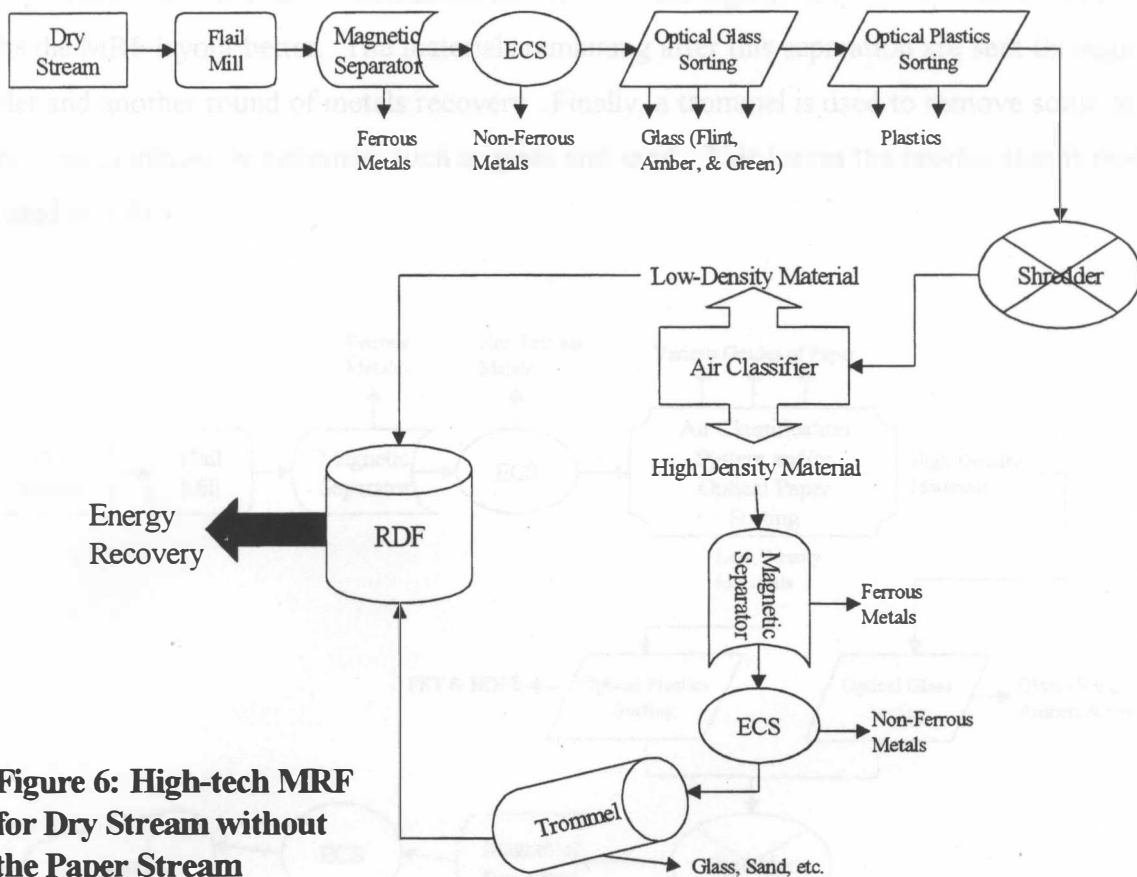 Dry
Stream
Flail
Mill
Magnetic
Separator
ECS
Optical Glass
Sorting
Optical Plastics
Sorting
Ferrous
Metals
Non-Ferrous
Metals
Glass (Flint,
Amber, & Green)
Plastics
Shredder
Low-Density Material
Air Classifier
High Density Material
RDF
Energy
Recovery
Magnetic
Separator
Ferrous
Metals
ECS
Non-Ferrous
Metals
Trommel
Glass, Sand, etc.
Figure 6: High-tech MRF
for Dry Stream without
the Paper Stream